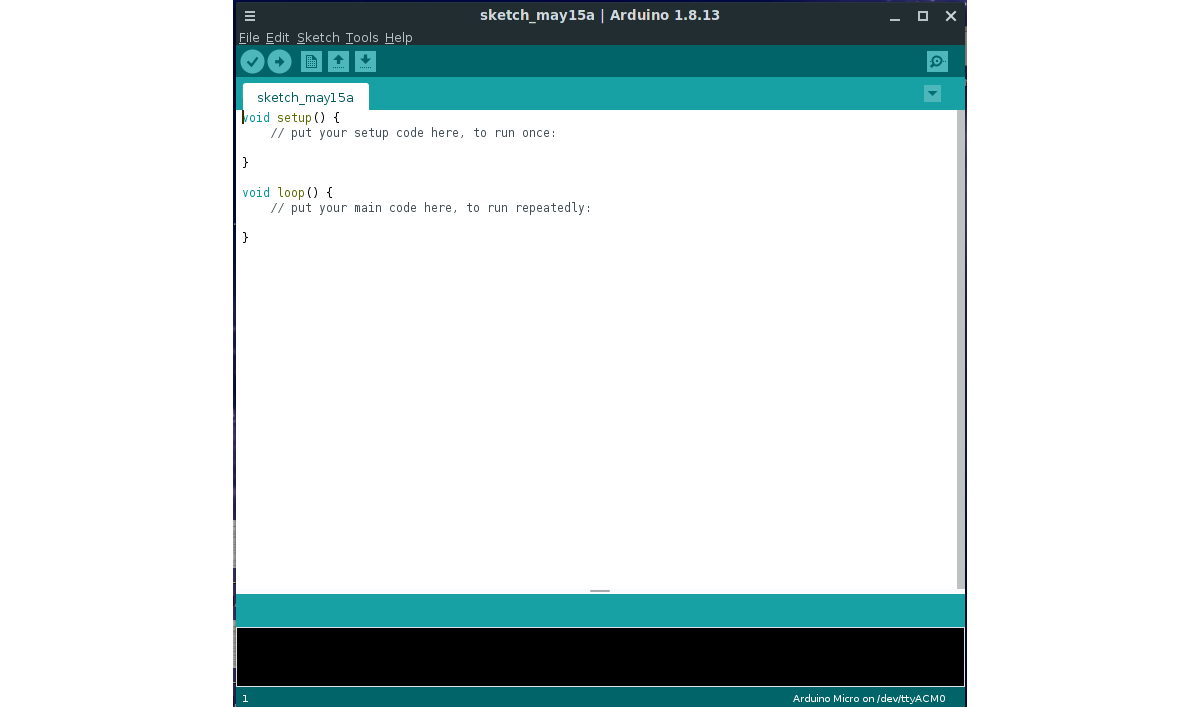 sketch_may15a | Arduino 1.8.13
File Edit Sketch Tools Help
sketch_may15a
void setup() {
    // put your setup code here, to run once:
}
void loop() {
    // put your main code here, to run repeatedly:
}
1
Arduino Micro on /dev/ttyACM0